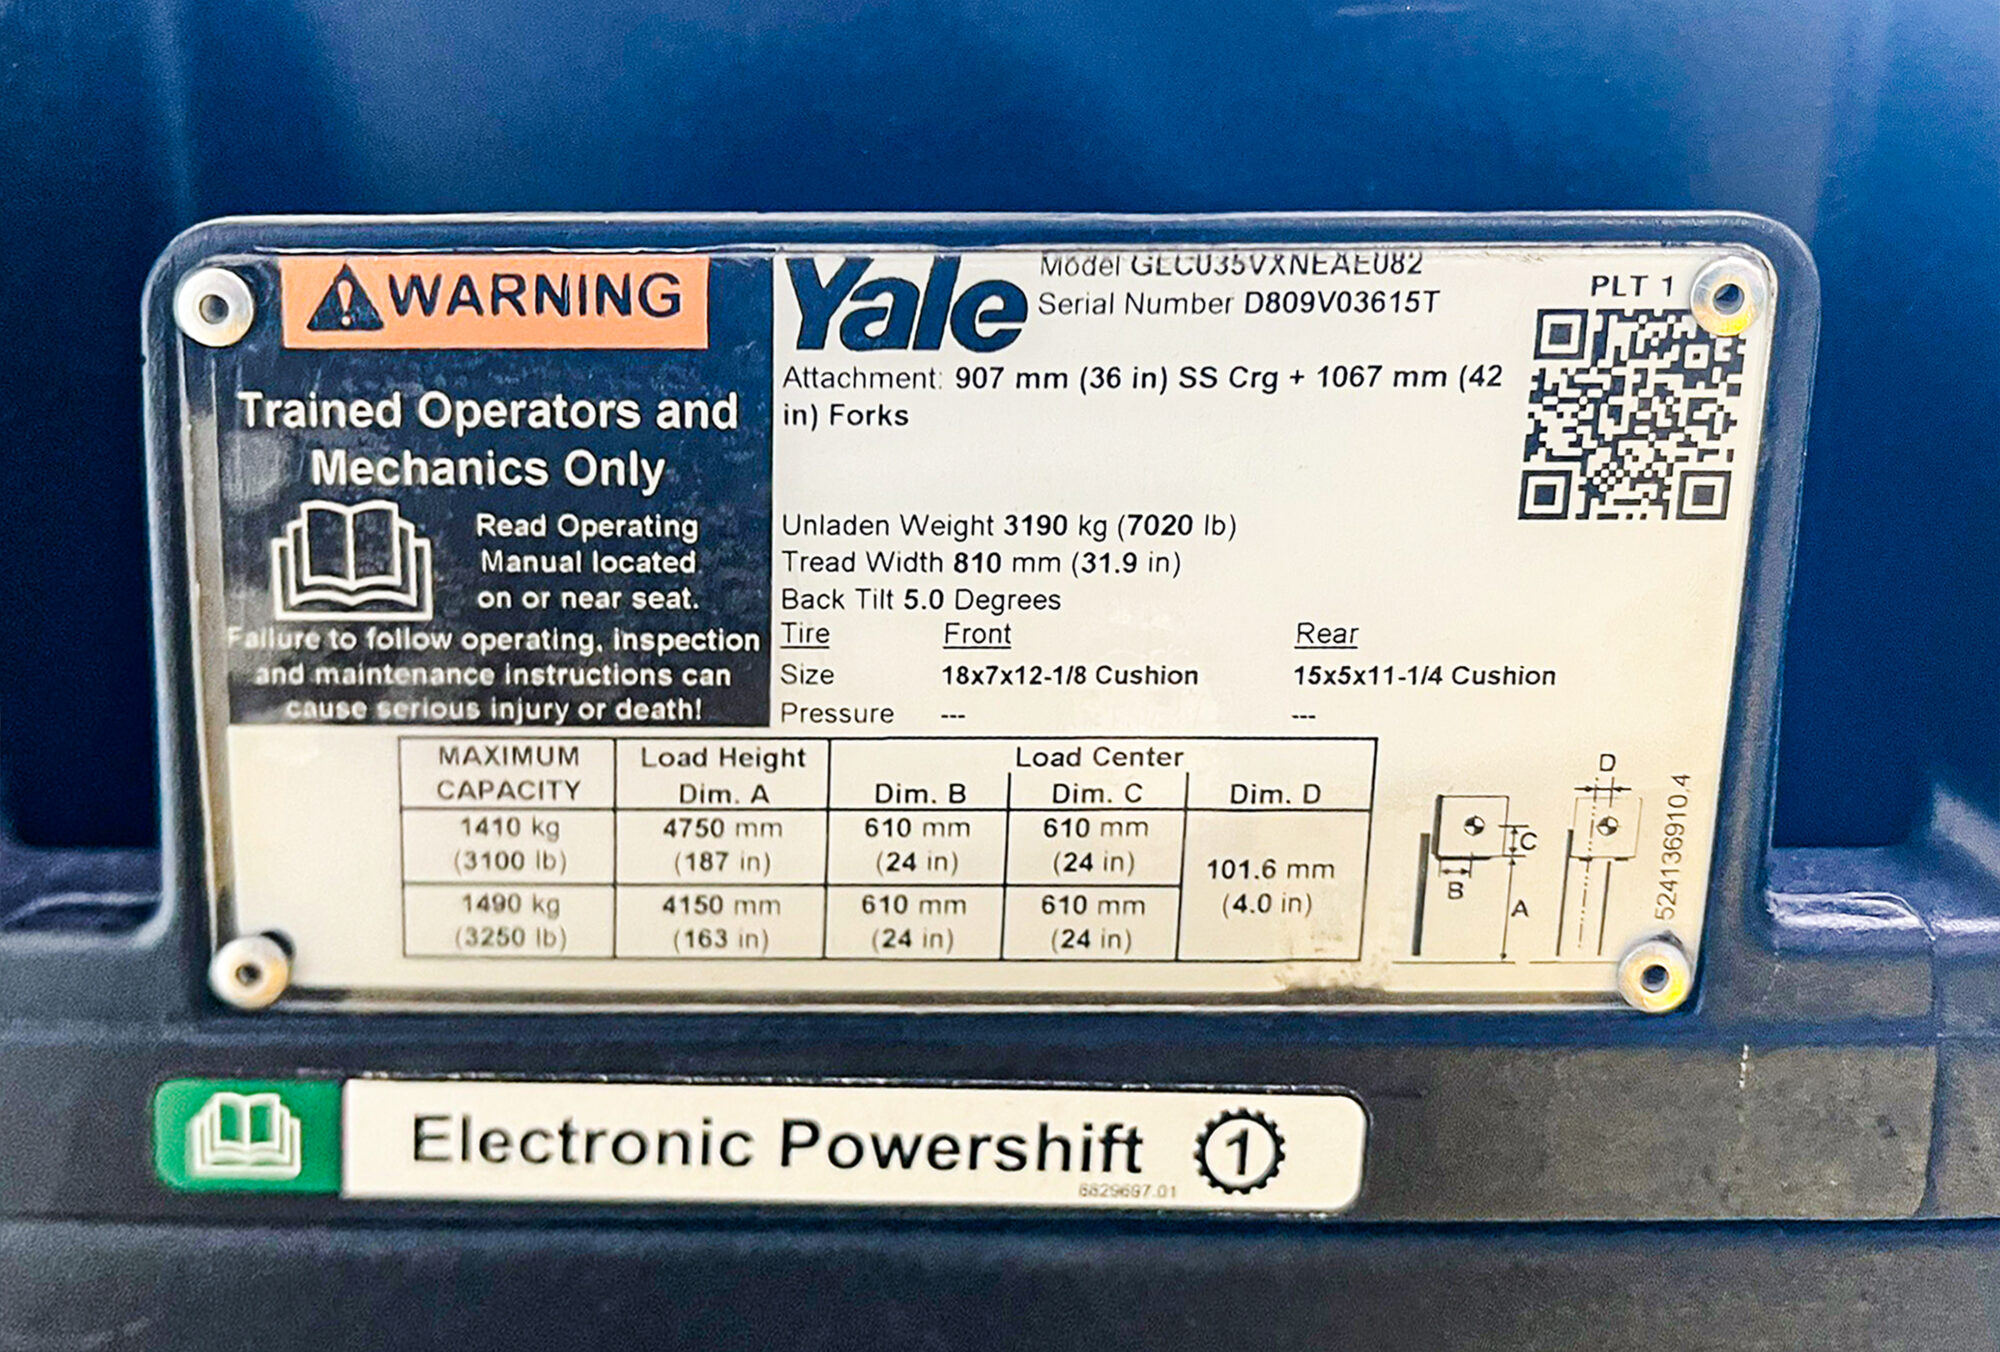 WARNING
Trained Operators and
Mechanics Only
Read Operating
Manual located
on or near seat.
Failure to follow operating, inspection
and maintenance instructions can
cause serious injury or death!
Yale
Model GLC035VXNEAE082
Serial Number D809V03615T
PLT 1
Attachment: 907 mm (36 in) SS Crg + 1067 mm (42
in) Forks
Unladen Weight 3190 kg (7020 lb)
Tread Width 810 mm (31.9 in)
Back Tilt 5.0 Degrees
Tire Front Rear
Size 18x7x12-1/8 Cushion 15x5x11-1/4 Cushion
Pressure --- ---
MAXIMUM CAPACITY Load Height Dim. A Load Center
Dim. B Dim. C Dim. D
1410 kg 4750 mm 610 mm 610 mm
(3100 lb) (187 in) (24 in) (24 in)
101.6 mm
(4.0 in)
1490 kg 4150 mm 610 mm 610 mm
(3250 lb) (163 in) (24 in) (24 in)
C
B
A
D
524136910.4
Electronic Powershift 1
6829697.01